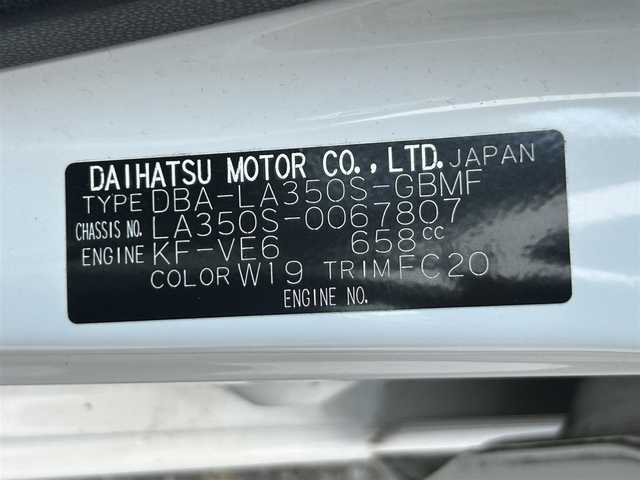 DAIHATSU MOTOR CO., LTD. JAPAN
TYPE DBA-LA350S-GBMF
CHASSIS NO. LA350S-0067807
ENGINE KF-VE6 658cc
COLOR W19 TRIM FC20
ENGINE NO.